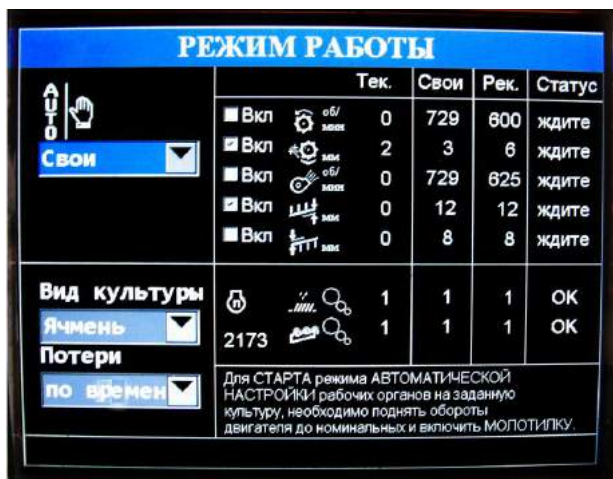 РЕЖИМ РАБОТЫ
Тек. Свои Рек. Статус
AUTO
Свои
Вкл об/мин 0 729 600 ждите
Вкл мм 2 3 6 ждите
Вкл об/мин 0 729 625 ждите
Вкл мм 0 12 12 ждите
Вкл мм 0 8 8 ждите
Вид культуры
Ячмень
Потери
по времен
n 1 1 1 OK
2173 1 1 1 OK
Для СТАРТА режима АВТОМАТИЧЕСКОЙ
НАСТРОЙКИ рабочих органов на заданную
культуру, необходимо поднять обороты
двигателя до номинальных и включить МОЛОТИЛКУ.